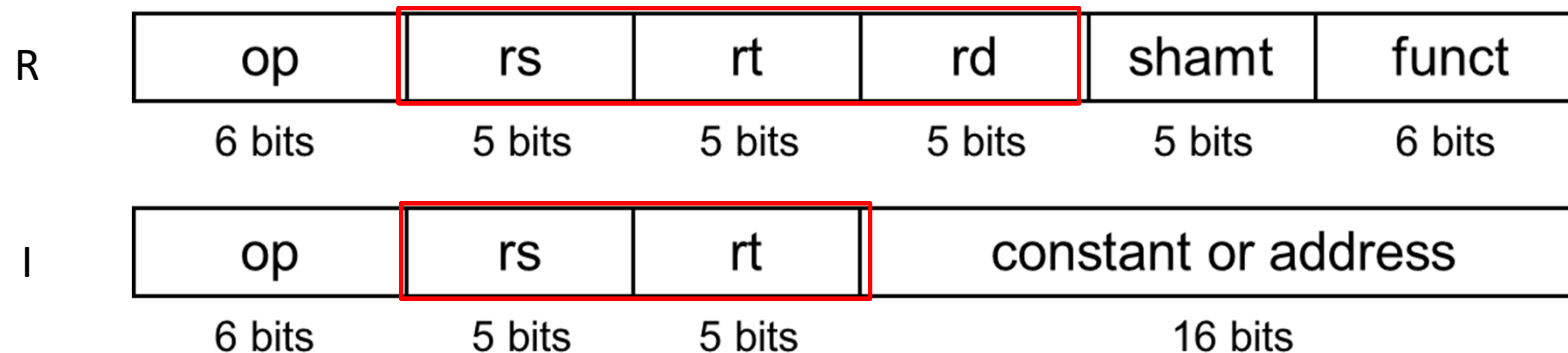 R op rs rt rd shamt funct
6 bits 5 bits 5 bits 5 bits 5 bits 6 bits
I op rs rt constant or address
6 bits 5 bits 5 bits 16 bits